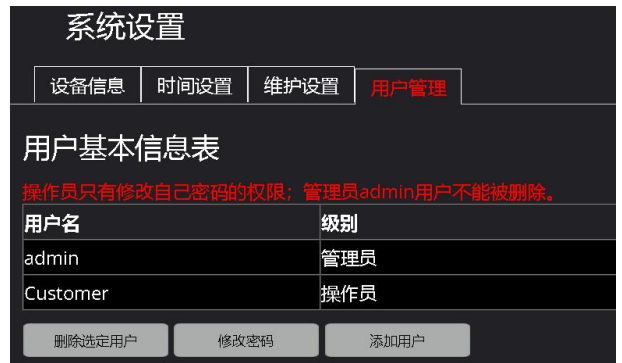 系统设置
设备信息 时间设置 维护设置 用户管理
用户基本信息表
操作员只有修改自己密码的权限；管理员admin用户不能被删除。
用户名 级别
admin 管理员
Customer 操作员
删除选定用户 修改密码 添加用户